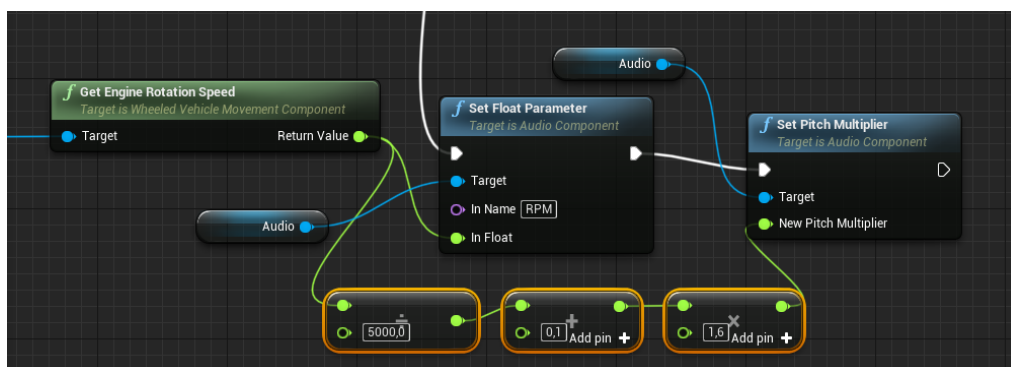 f Get Engine Rotation Speed
Target is Wheeled Vehicle Movement Component
Target Return Value
Audio
f Set Float Parameter
Target is Audio Component
Target
In Name RPM
In Float
Audio
f Set Pitch Multiplier
Target is Audio Component
Target
New Pitch Multiplier
÷
5000,0
+
0,1 Add pin +
×
1,6 Add pin +